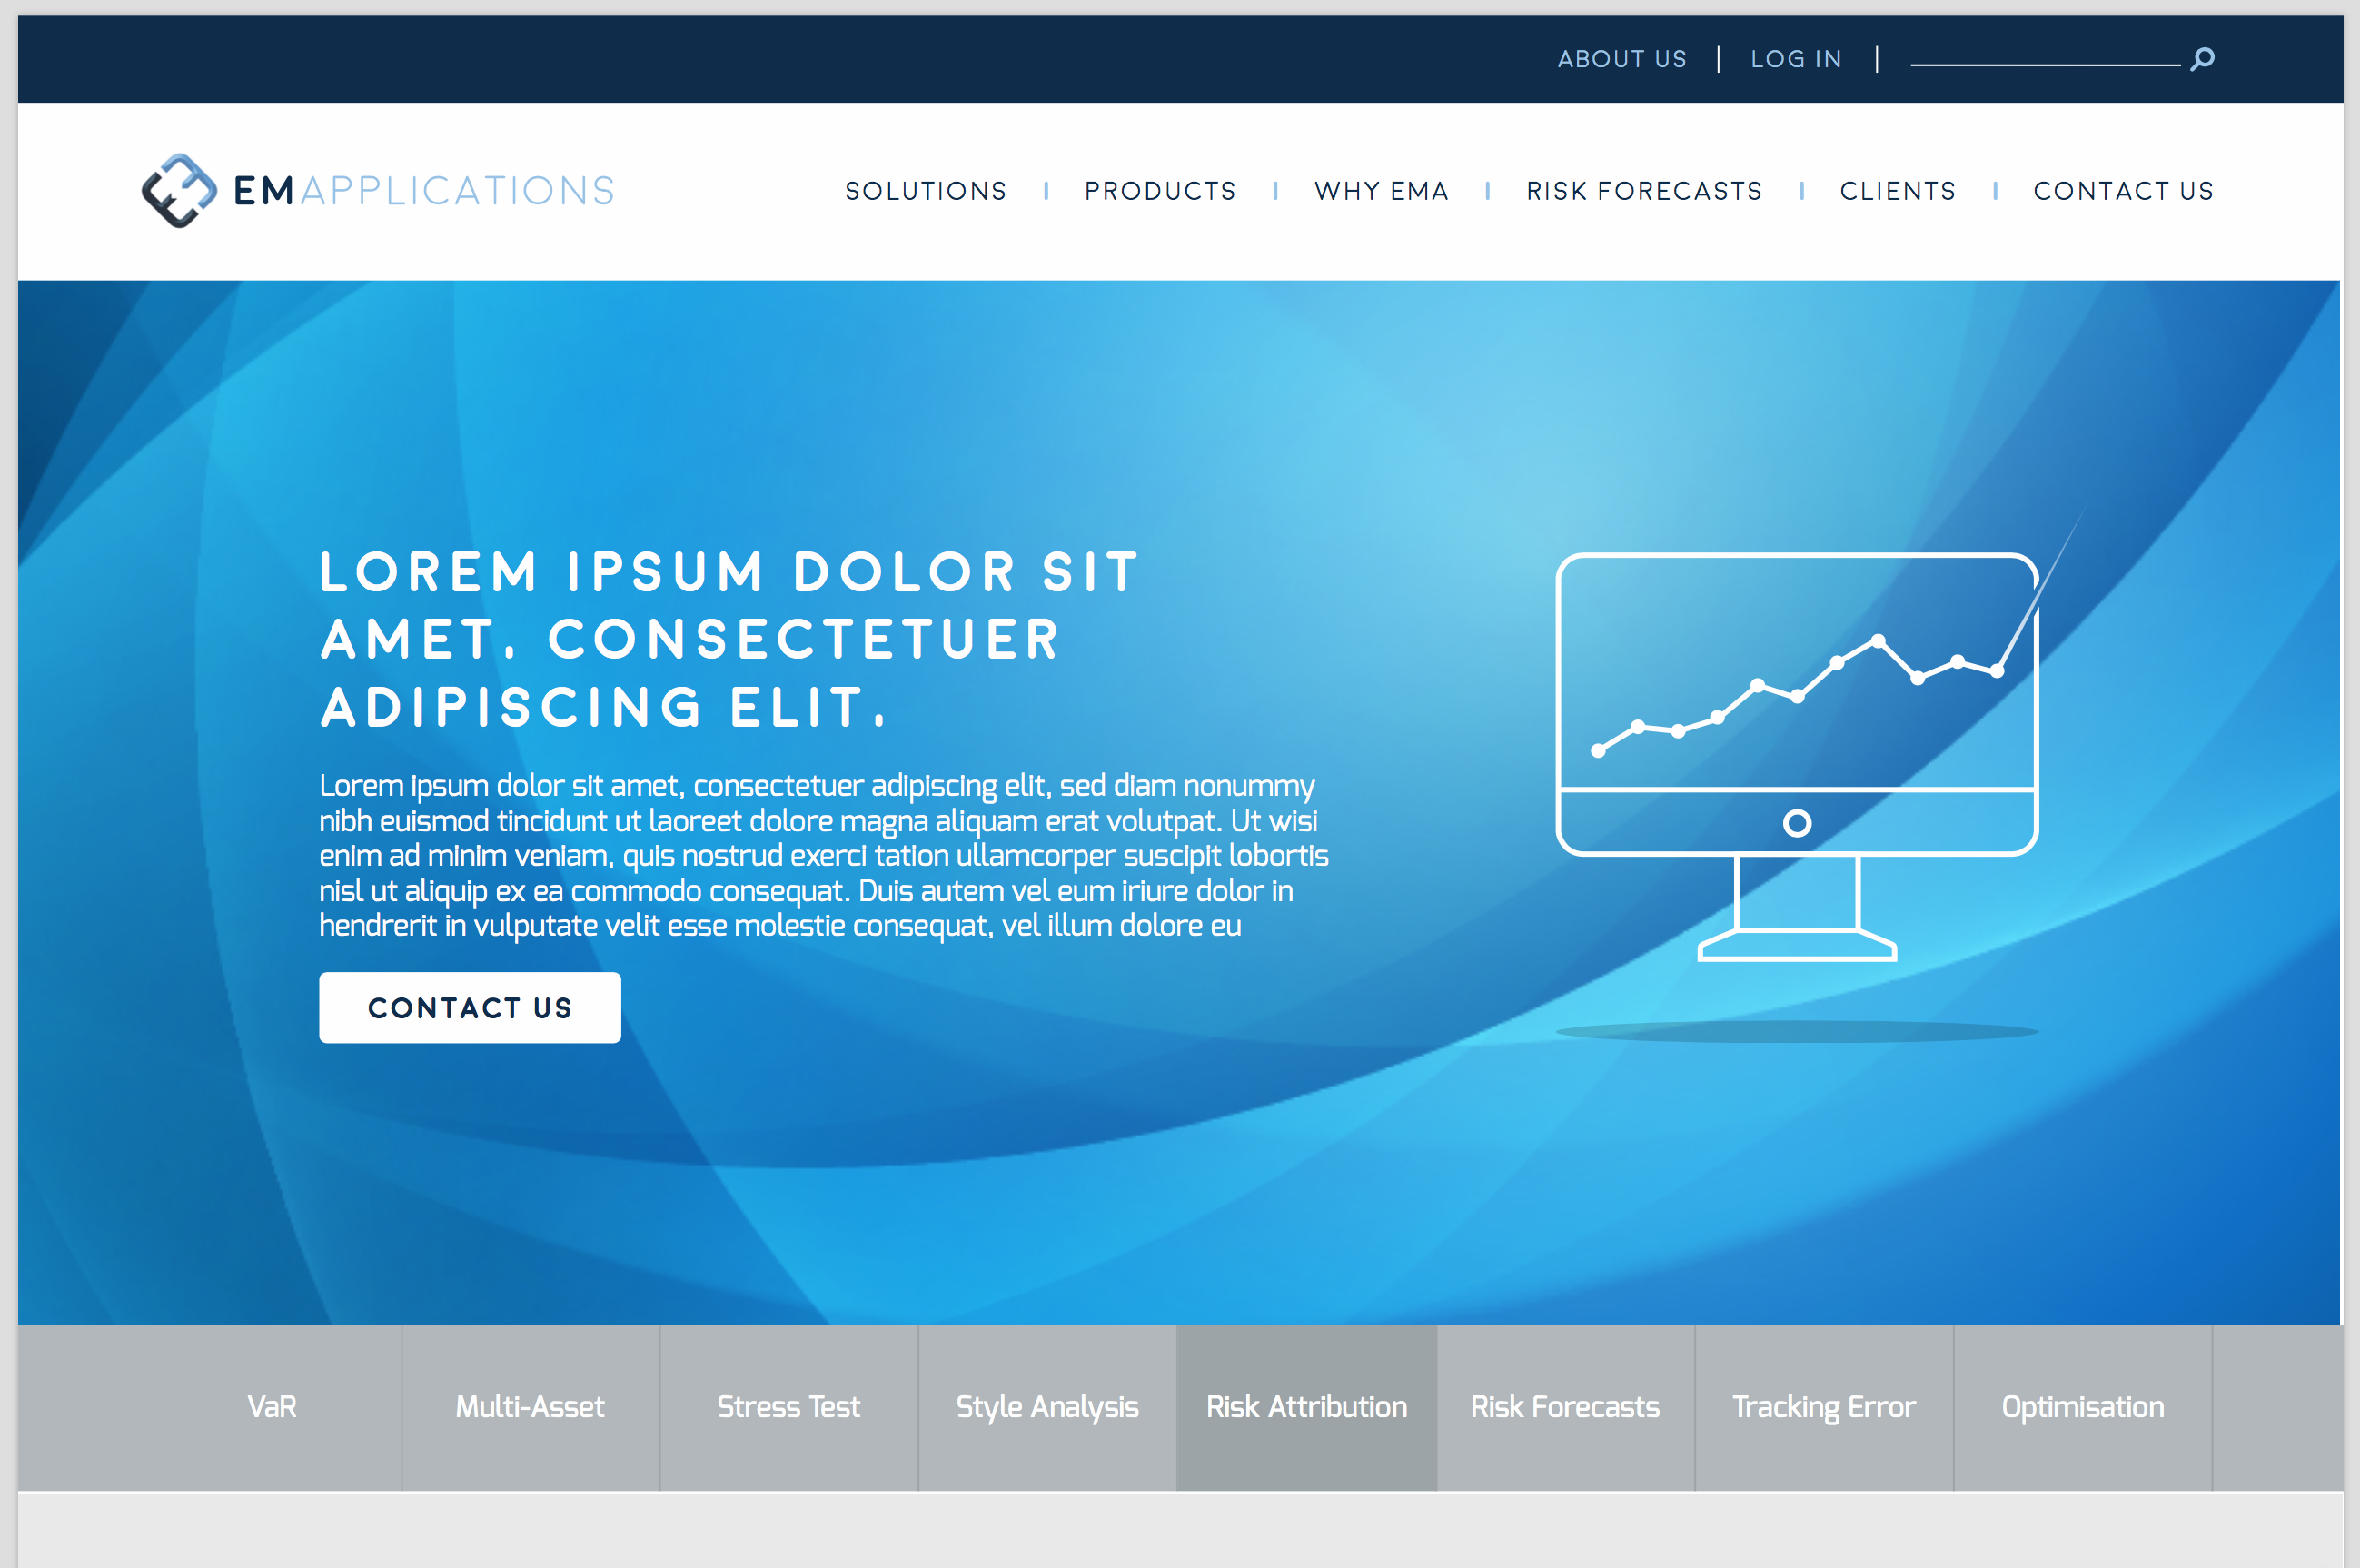 ABOUT US | LOG IN |
EMAPPLICATIONS
SOLUTIONS | PRODUCTS | WHY EMA | RISK FORECASTS | CLIENTS | CONTACT US
LOREM IPSUM DOLOR SIT
AMET, CONSECTETUER
ADIPISCING ELIT,
Lorem ipsum dolor sit amet, consectetuer adipiscing elit, sed diam nonummy
nibh euismod tincidunt ut laoreet dolore magna aliquam erat volutpat. Ut wisi
enim ad minim veniam, quis nostrud exerci tation ullamcorper suscipit lobortis
nisl ut aliquip ex ea commodo consequat. Duis autem vel eum iriure dolor in
hendrerit in vulputate velit esse molestie consequat, vel illum dolore eu
CONTACT US
VaR Multi-Asset Stress Test Style Analysis Risk Attribution Risk Forecasts Tracking Error Optimisation